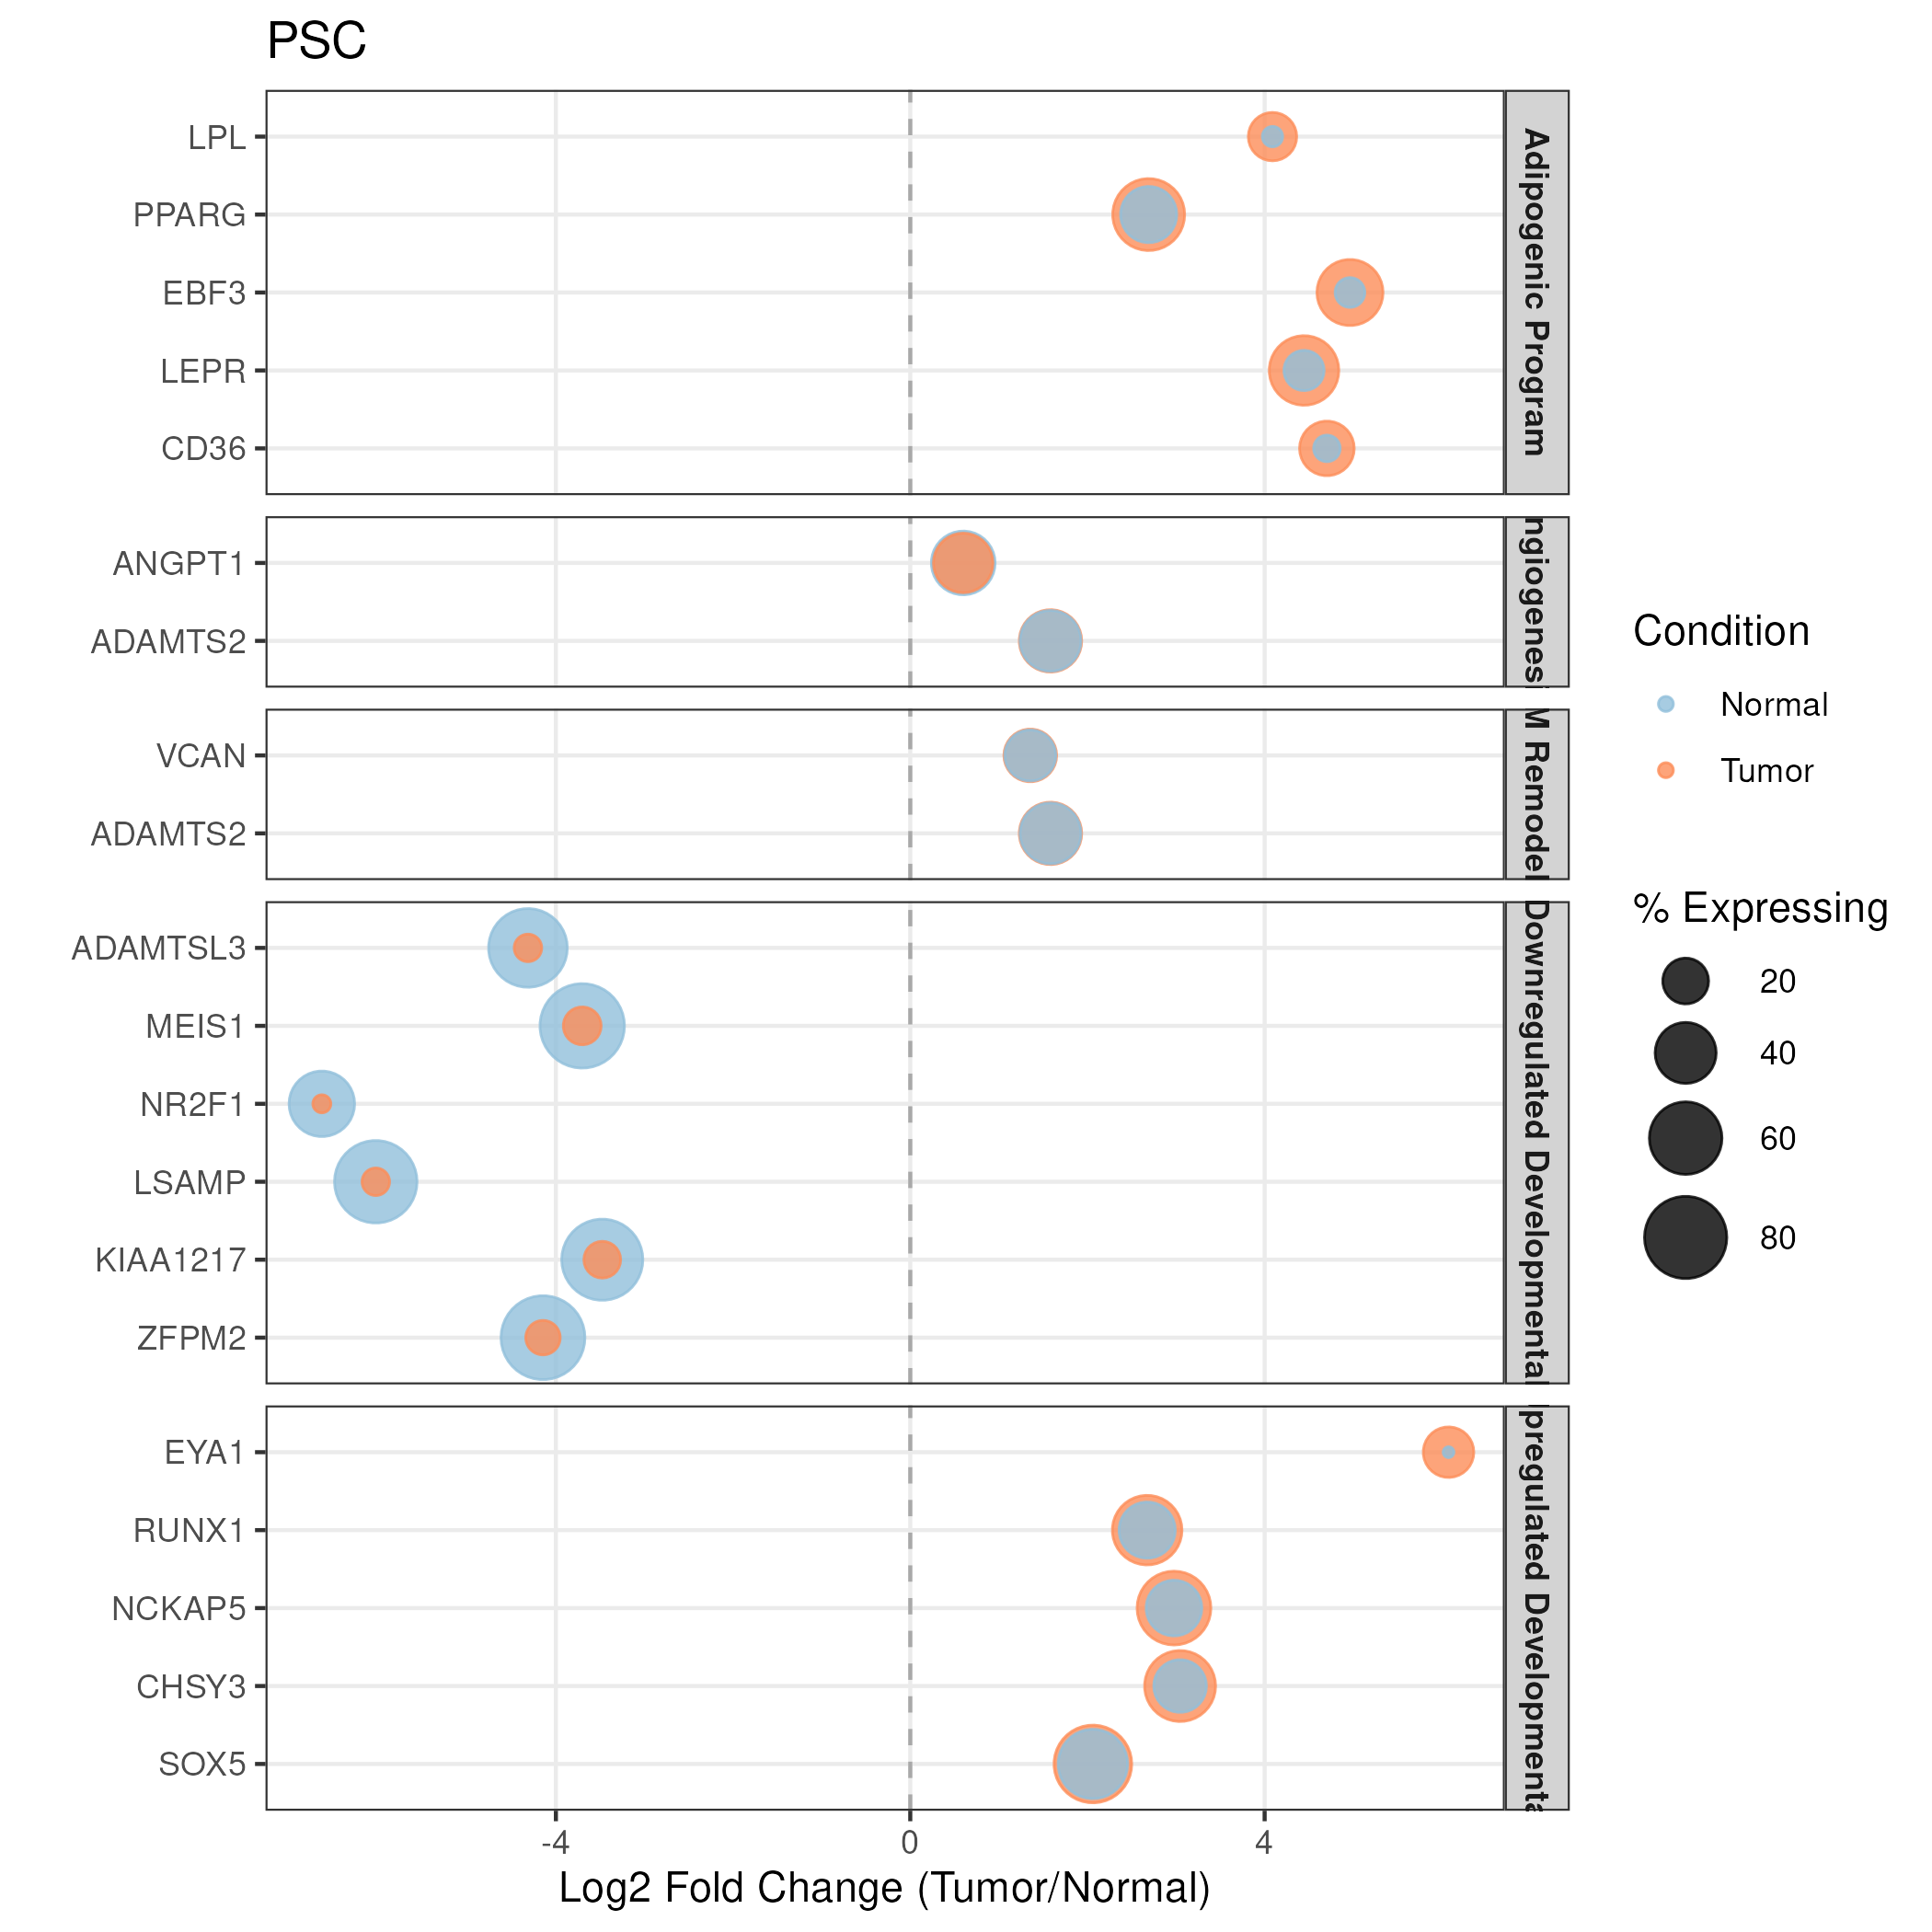 PSC
LPL
PPARG
EBF3
LEPR
CD36
Adipogenic Program
ANGPT1
ADAMTS2
ngiogenesi
VCAN
ADAMTS2
M Remodel
ADAMTSL3
MEIS1
NR2F1
LSAMP
KIAA1217
ZFPM2
Downregulated Developmental
EYA1
RUNX1
NCKAP5
CHSY3
SOX5
pregulated Developmenta
-4
0
4
Log2 Fold Change (Tumor/Normal)
Condition
Normal
Tumor
% Expressing
20
40
60
80